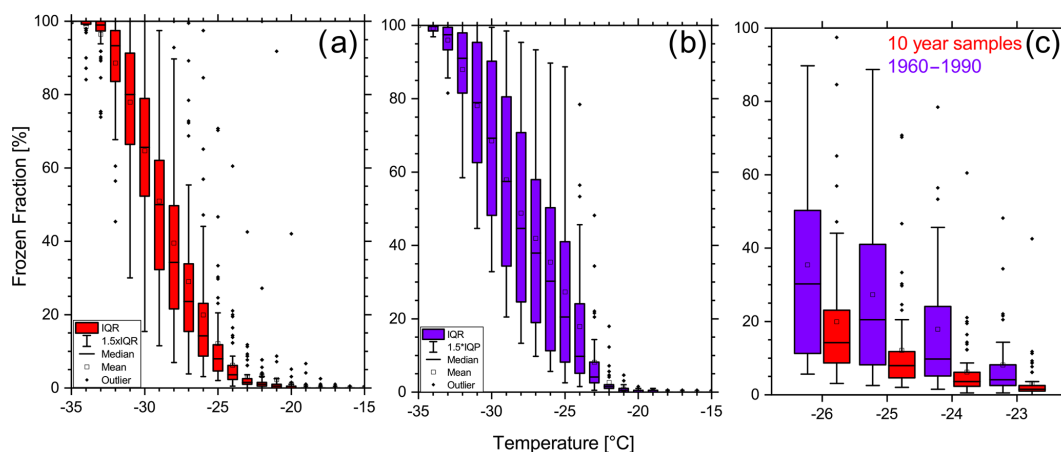 (a)
(b)
(c)
10 year samples
1960–1990
Frozen Fraction [%]
100
80
60
40
20
0
IQR
1.5xIQR
Median
Mean
Outlier
-35
-30
-25
-20
-15
100
80
60
40
20
0
IQR
1.5*IQP
Median
Mean
Outlier
-35
-30
-25
-20
-15
100
80
60
40
20
0
-26
-25
-24
-23
Temperature [°C]